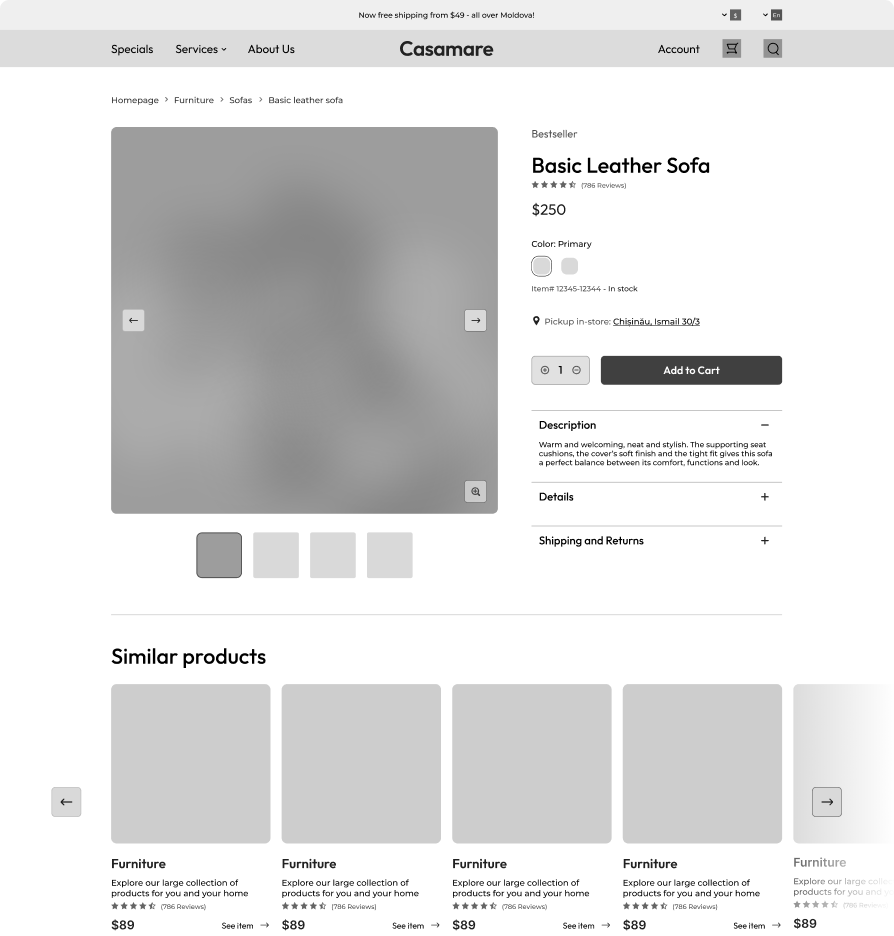 Now free shipping from $49 - all over Moldova!
$
En
Specials
Services
About Us
Casamare
Account
Homepage
Furniture
Sofas
Basic leather sofa
Bestseller
Basic Leather Sofa
(786 Reviews)
$250
Color: Primary
Item# 12345-12344 - In stock
Pickup in-store: Chișinău, Ismail 30/3
1
Add to Cart
Description
Warm and welcoming, neat and stylish. The supporting seat
cushions, the cover's soft finish and the tight fit gives this sofa
a perfect balance between its comfort, functions and look.
Details
Shipping and Returns
Similar products
Furniture
Explore our large collection of
products for you and your home
(786 Reviews)
$89
See item
Furniture
Explore our large collection of
products for you and your home
(786 Reviews)
$89
See item
Furniture
Explore our large collection of
products for you and your home
(786 Reviews)
$89
See item
Furniture
Explore our large collection of
products for you and your home
(786 Reviews)
$89
See item
Furniture
Explore our large
products for you and
(786
$89